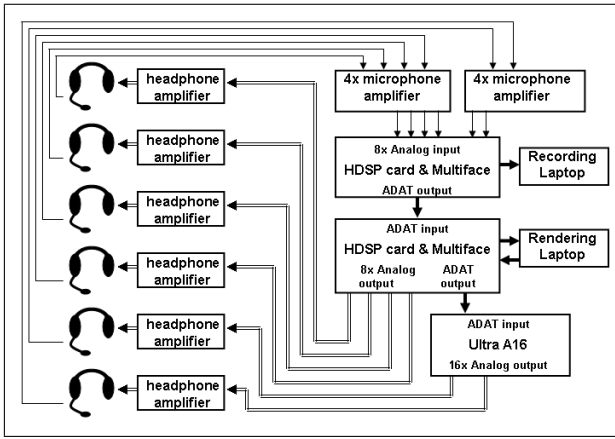 headphone
amplifier
4x microphone
amplifier
4x microphone
amplifier
headphone
amplifier
8x Analog input
HDSP card & Multiface
ADAT output
Recording
Laptop
headphone
amplifier
ADAT input
HDSP card & Multiface
8x Analog
output
ADAT
output
Rendering
Laptop
headphone
amplifier
headphone
amplifier
ADAT input
Ultra A16
16x Analog output
headphone
amplifier